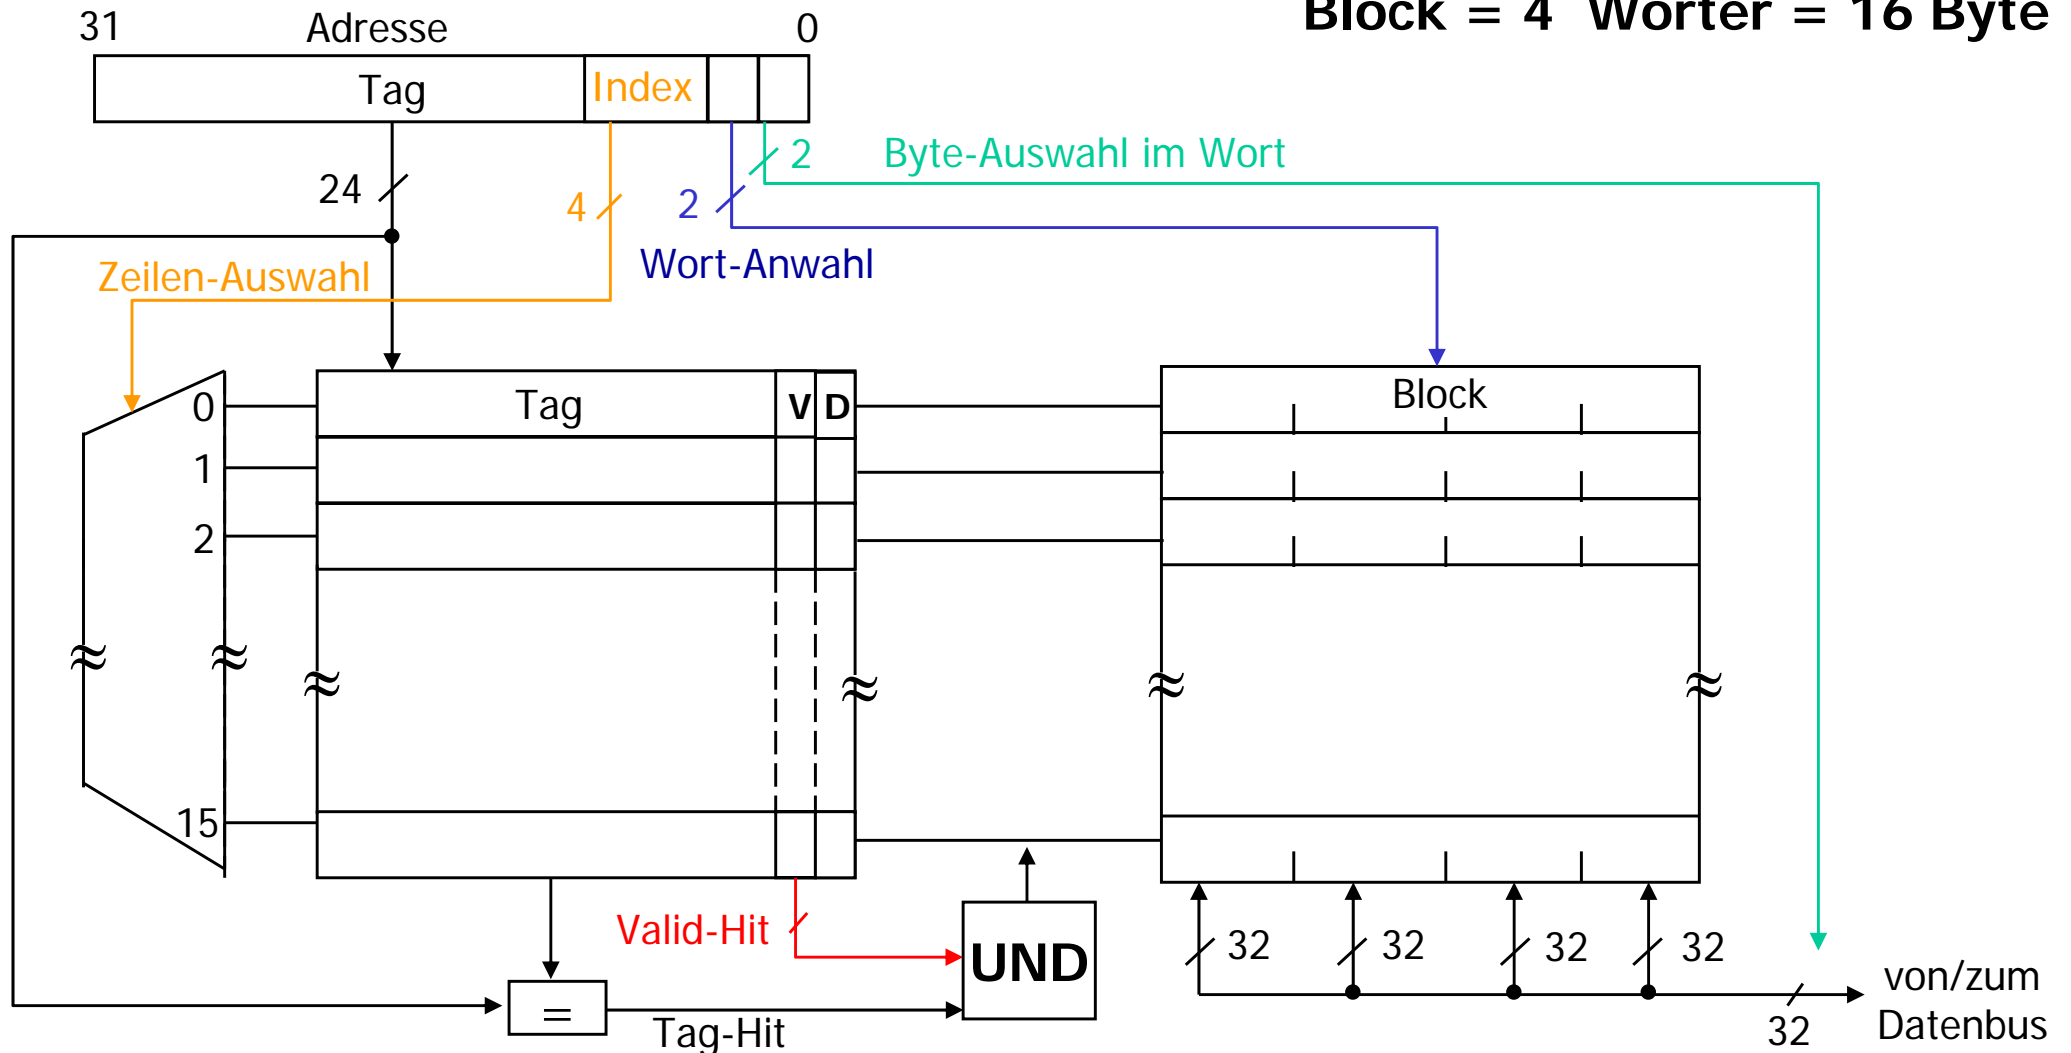 Block = 4 Wörter = 16 Byte
31 Adresse 0
Tag Index
2 Byte-Auswahl im Wort
24 4 2
Zeilen-Auswahl Wort-Anwahl
0 Tag V D Block
1
2
≈ ≈ ≈ ≈ ≈ ≈
15
Valid-Hit UND 32 32 32 32
= Tag-Hit
von/zum
32 Datenbus